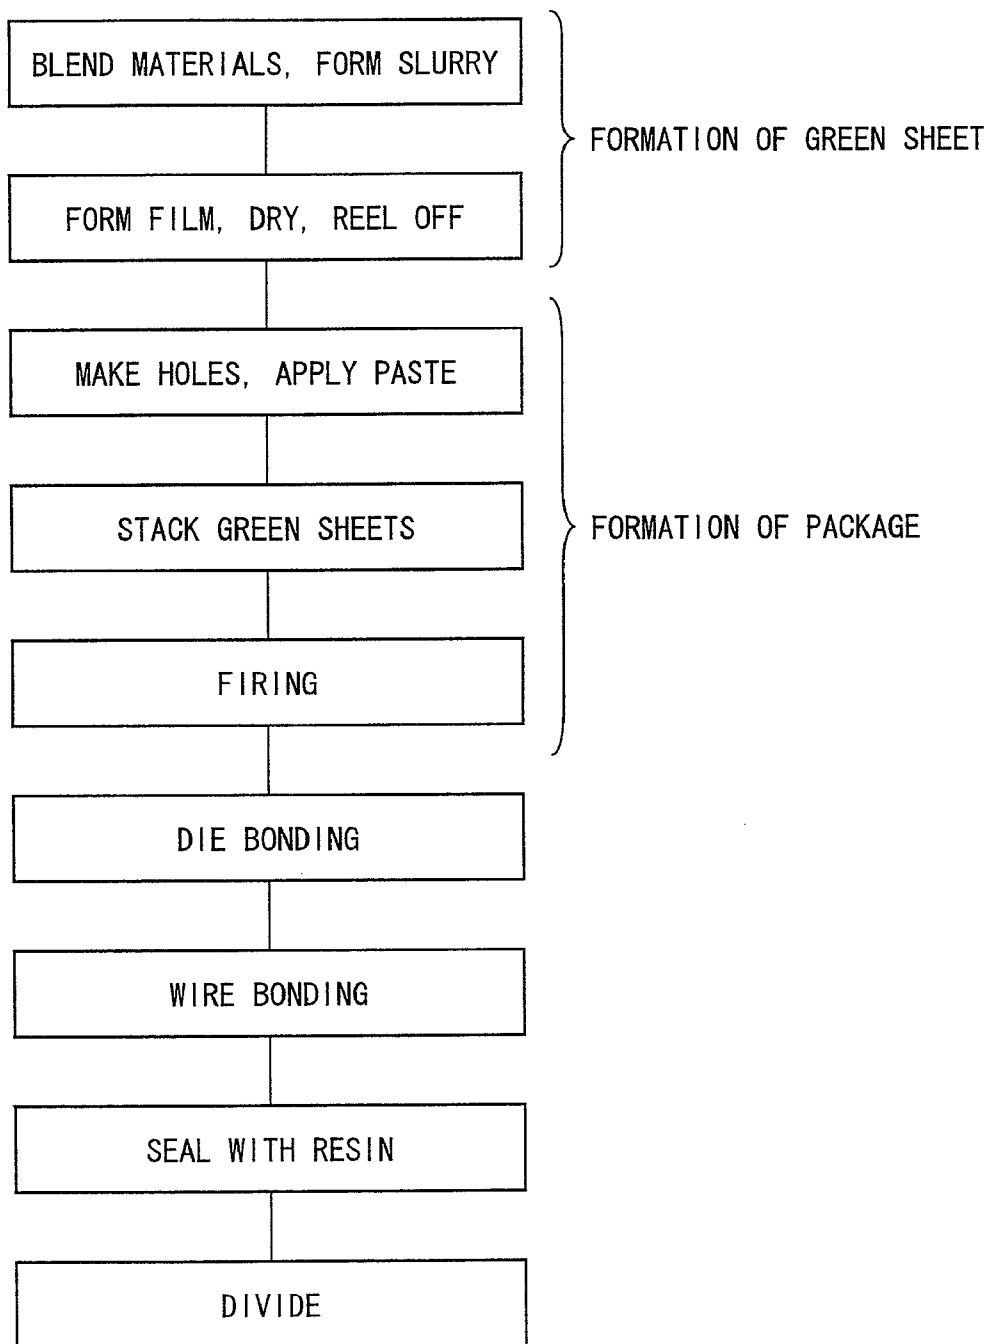 BLEND MATERIALS, FORM SLURRY
FORMATION OF GREEN SHEET
FORM FILM, DRY, REEL OFF
MAKE HOLES, APPLY PASTE
STACK GREEN SHEETS
FORMATION OF PACKAGE
FIRING
DIE BONDING
WIRE BONDING
SEAL WITH RESIN
DIVIDE